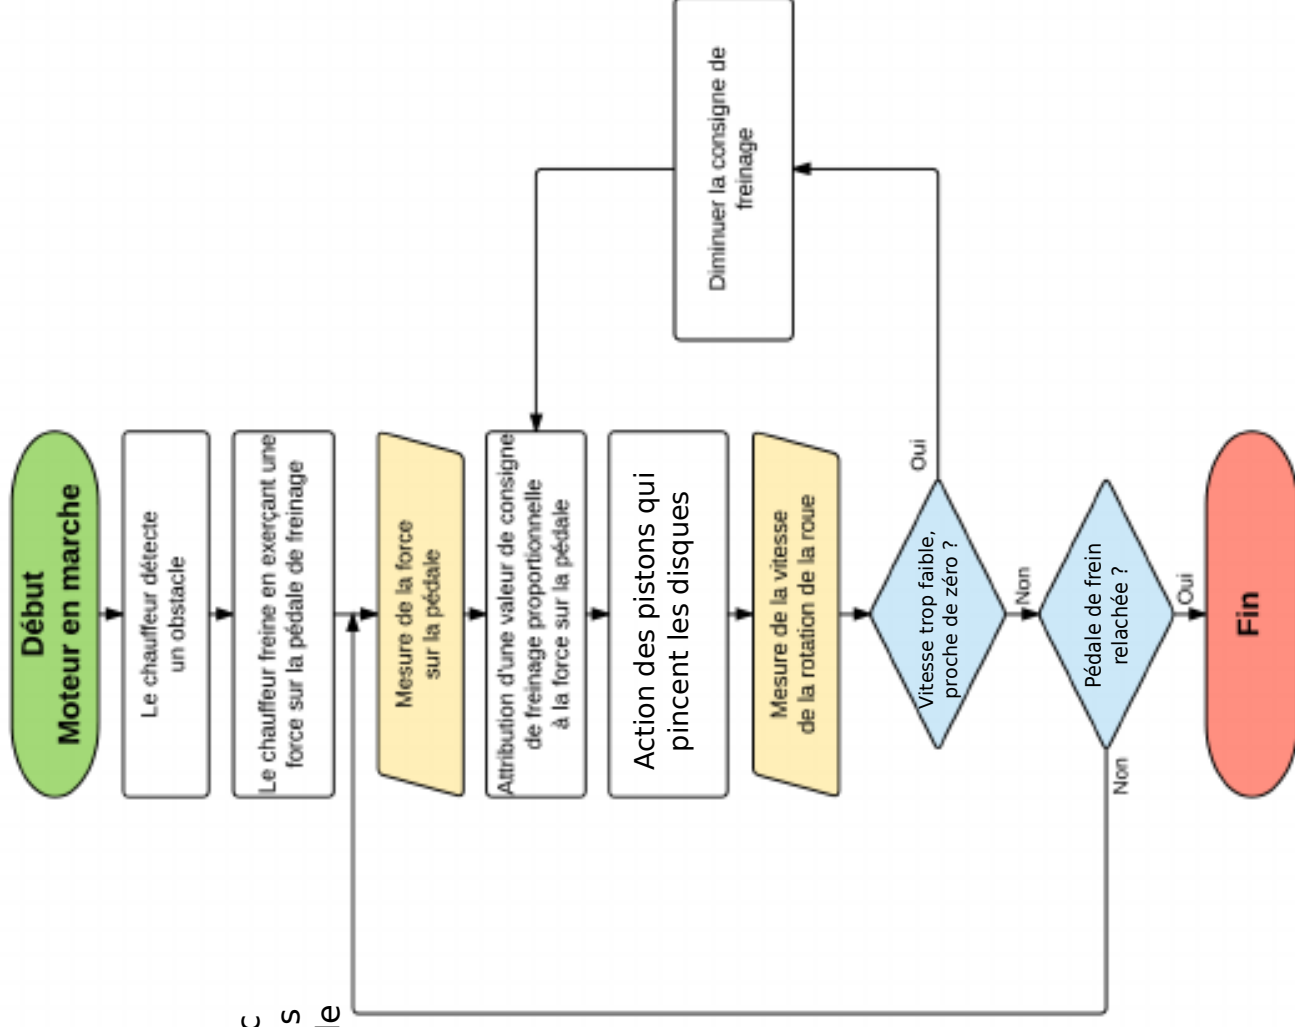 Début
Moteur en marche
Le chauffeur détecte
un obstacle
Le chauffeur freine en exerçant une
force sur la pédale de freinage
Mesure de la force
sur la pédale
Attribution d'une valeur de consigne
de freinage proportionnelle
à la force sur la pédale
Action des pistons qui
pincent les disques
Mesure de la vitesse
de la rotation de la roue
Vitesse trop faible,
proche de zéro ?
Oui
Diminuer la consigne de
freinage
Non
Pédale de frein
relachée ?
Non
Oui
Fin